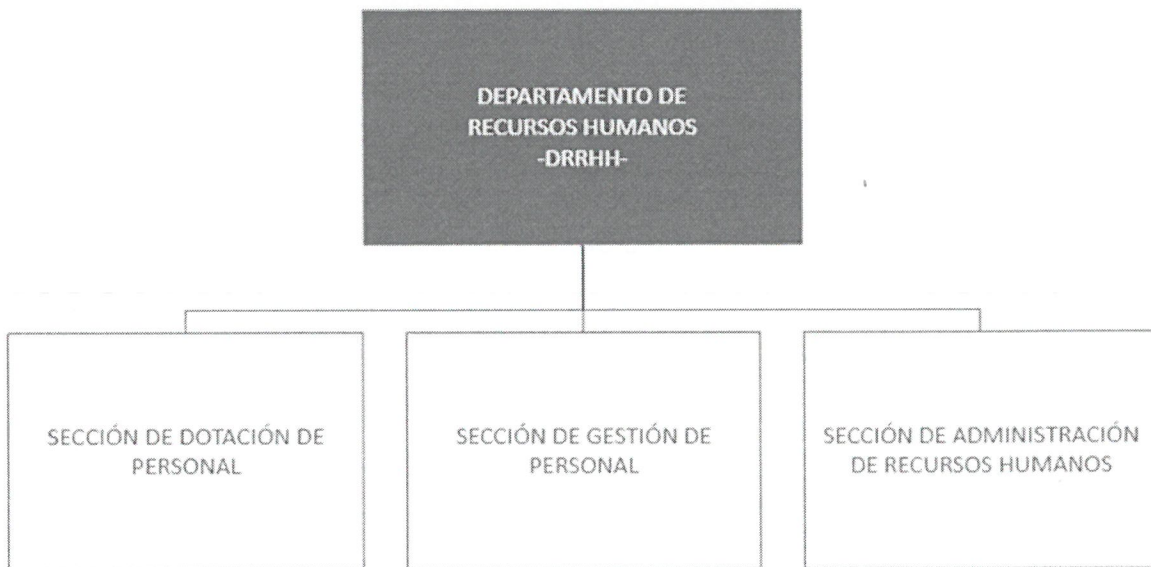 DEPARTAMENTO DE
RECURSOS HUMANOS
-DRRHH-
SECCIÓN DE DOTACIÓN DE
PERSONAL
SECCIÓN DE GESTIÓN DE
PERSONAL
SECCIÓN DE ADMINISTRACIÓN
DE RECURSOS HUMANOS